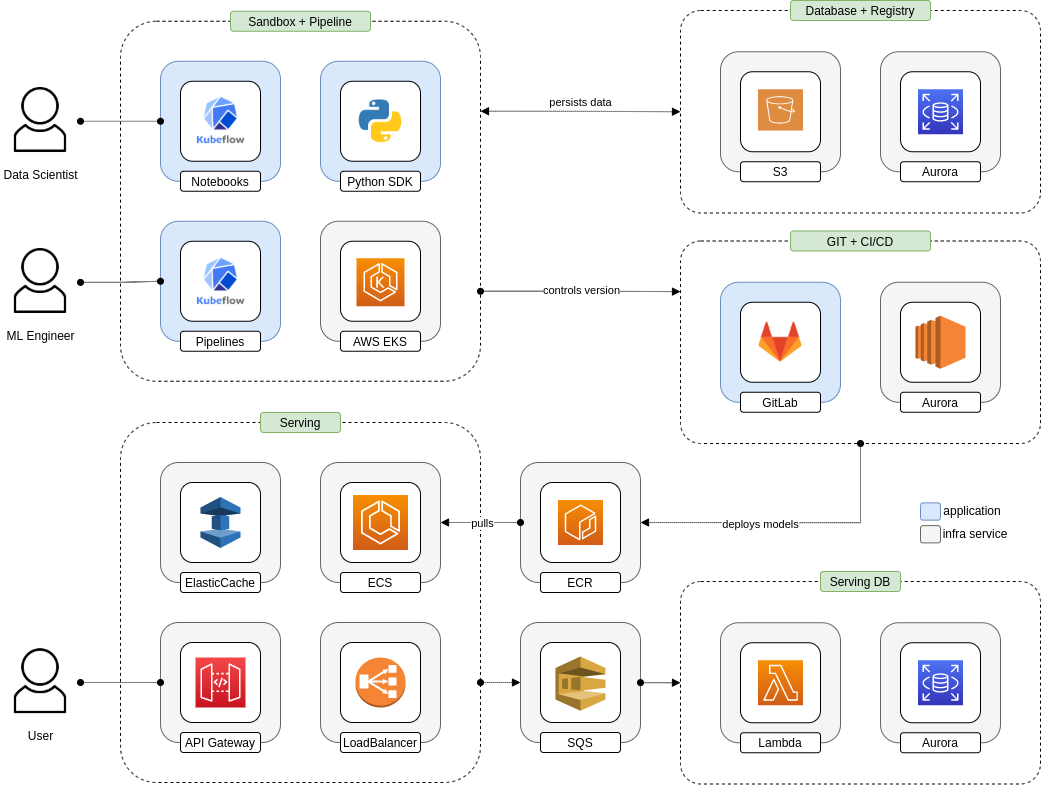 Sandbox + Pipeline
Database + Registry
Data Scientist
Kubeflow
Notebooks
Python SDK
persists data
S3
Aurora
ML Engineer
Kubeflow
Pipelines
K
AWS EKS
controls version
GIT + CI/CD
GitLab
Aurora
Serving
ElasticCache
ECS
pulls
ECR
deploys models
application
infra service
Serving DB
User
</>
API Gateway
LoadBalancer
SQS
Lambda
Aurora